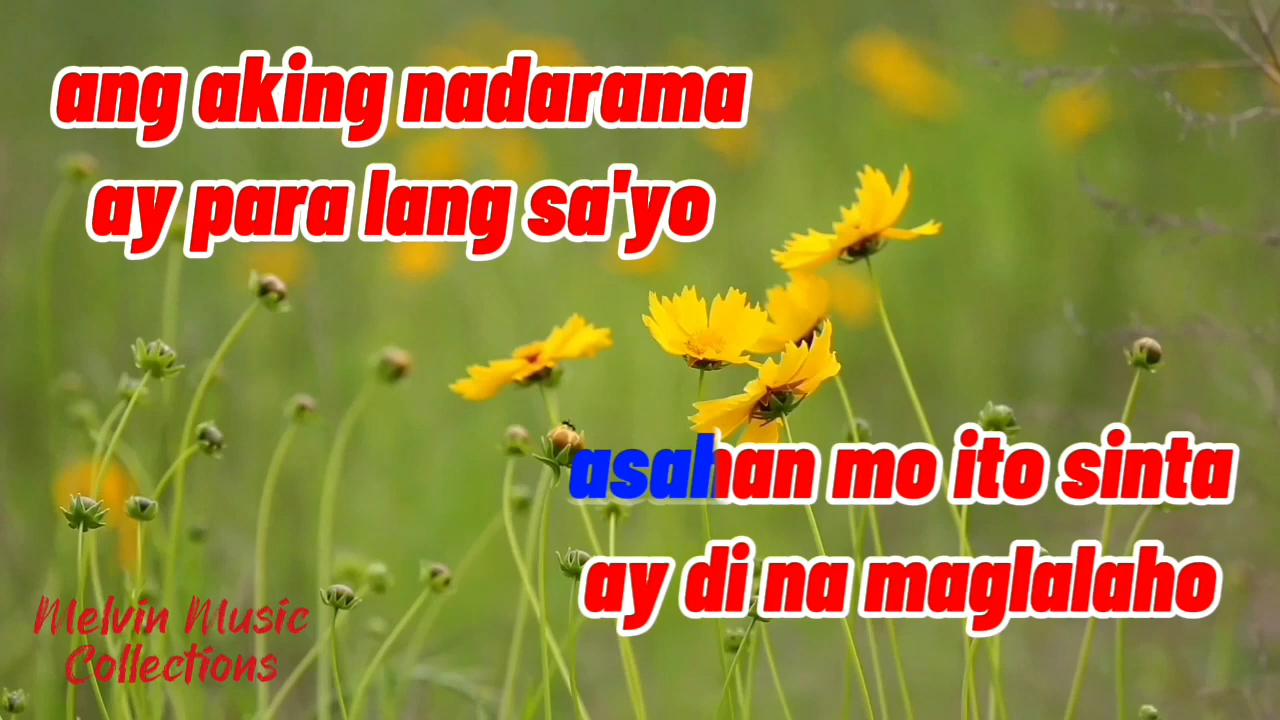 ang aking nadarama
ay para lang sa'yo
asahan mo ito sinta
ay di na maglalaho
Melvin Music
Collections